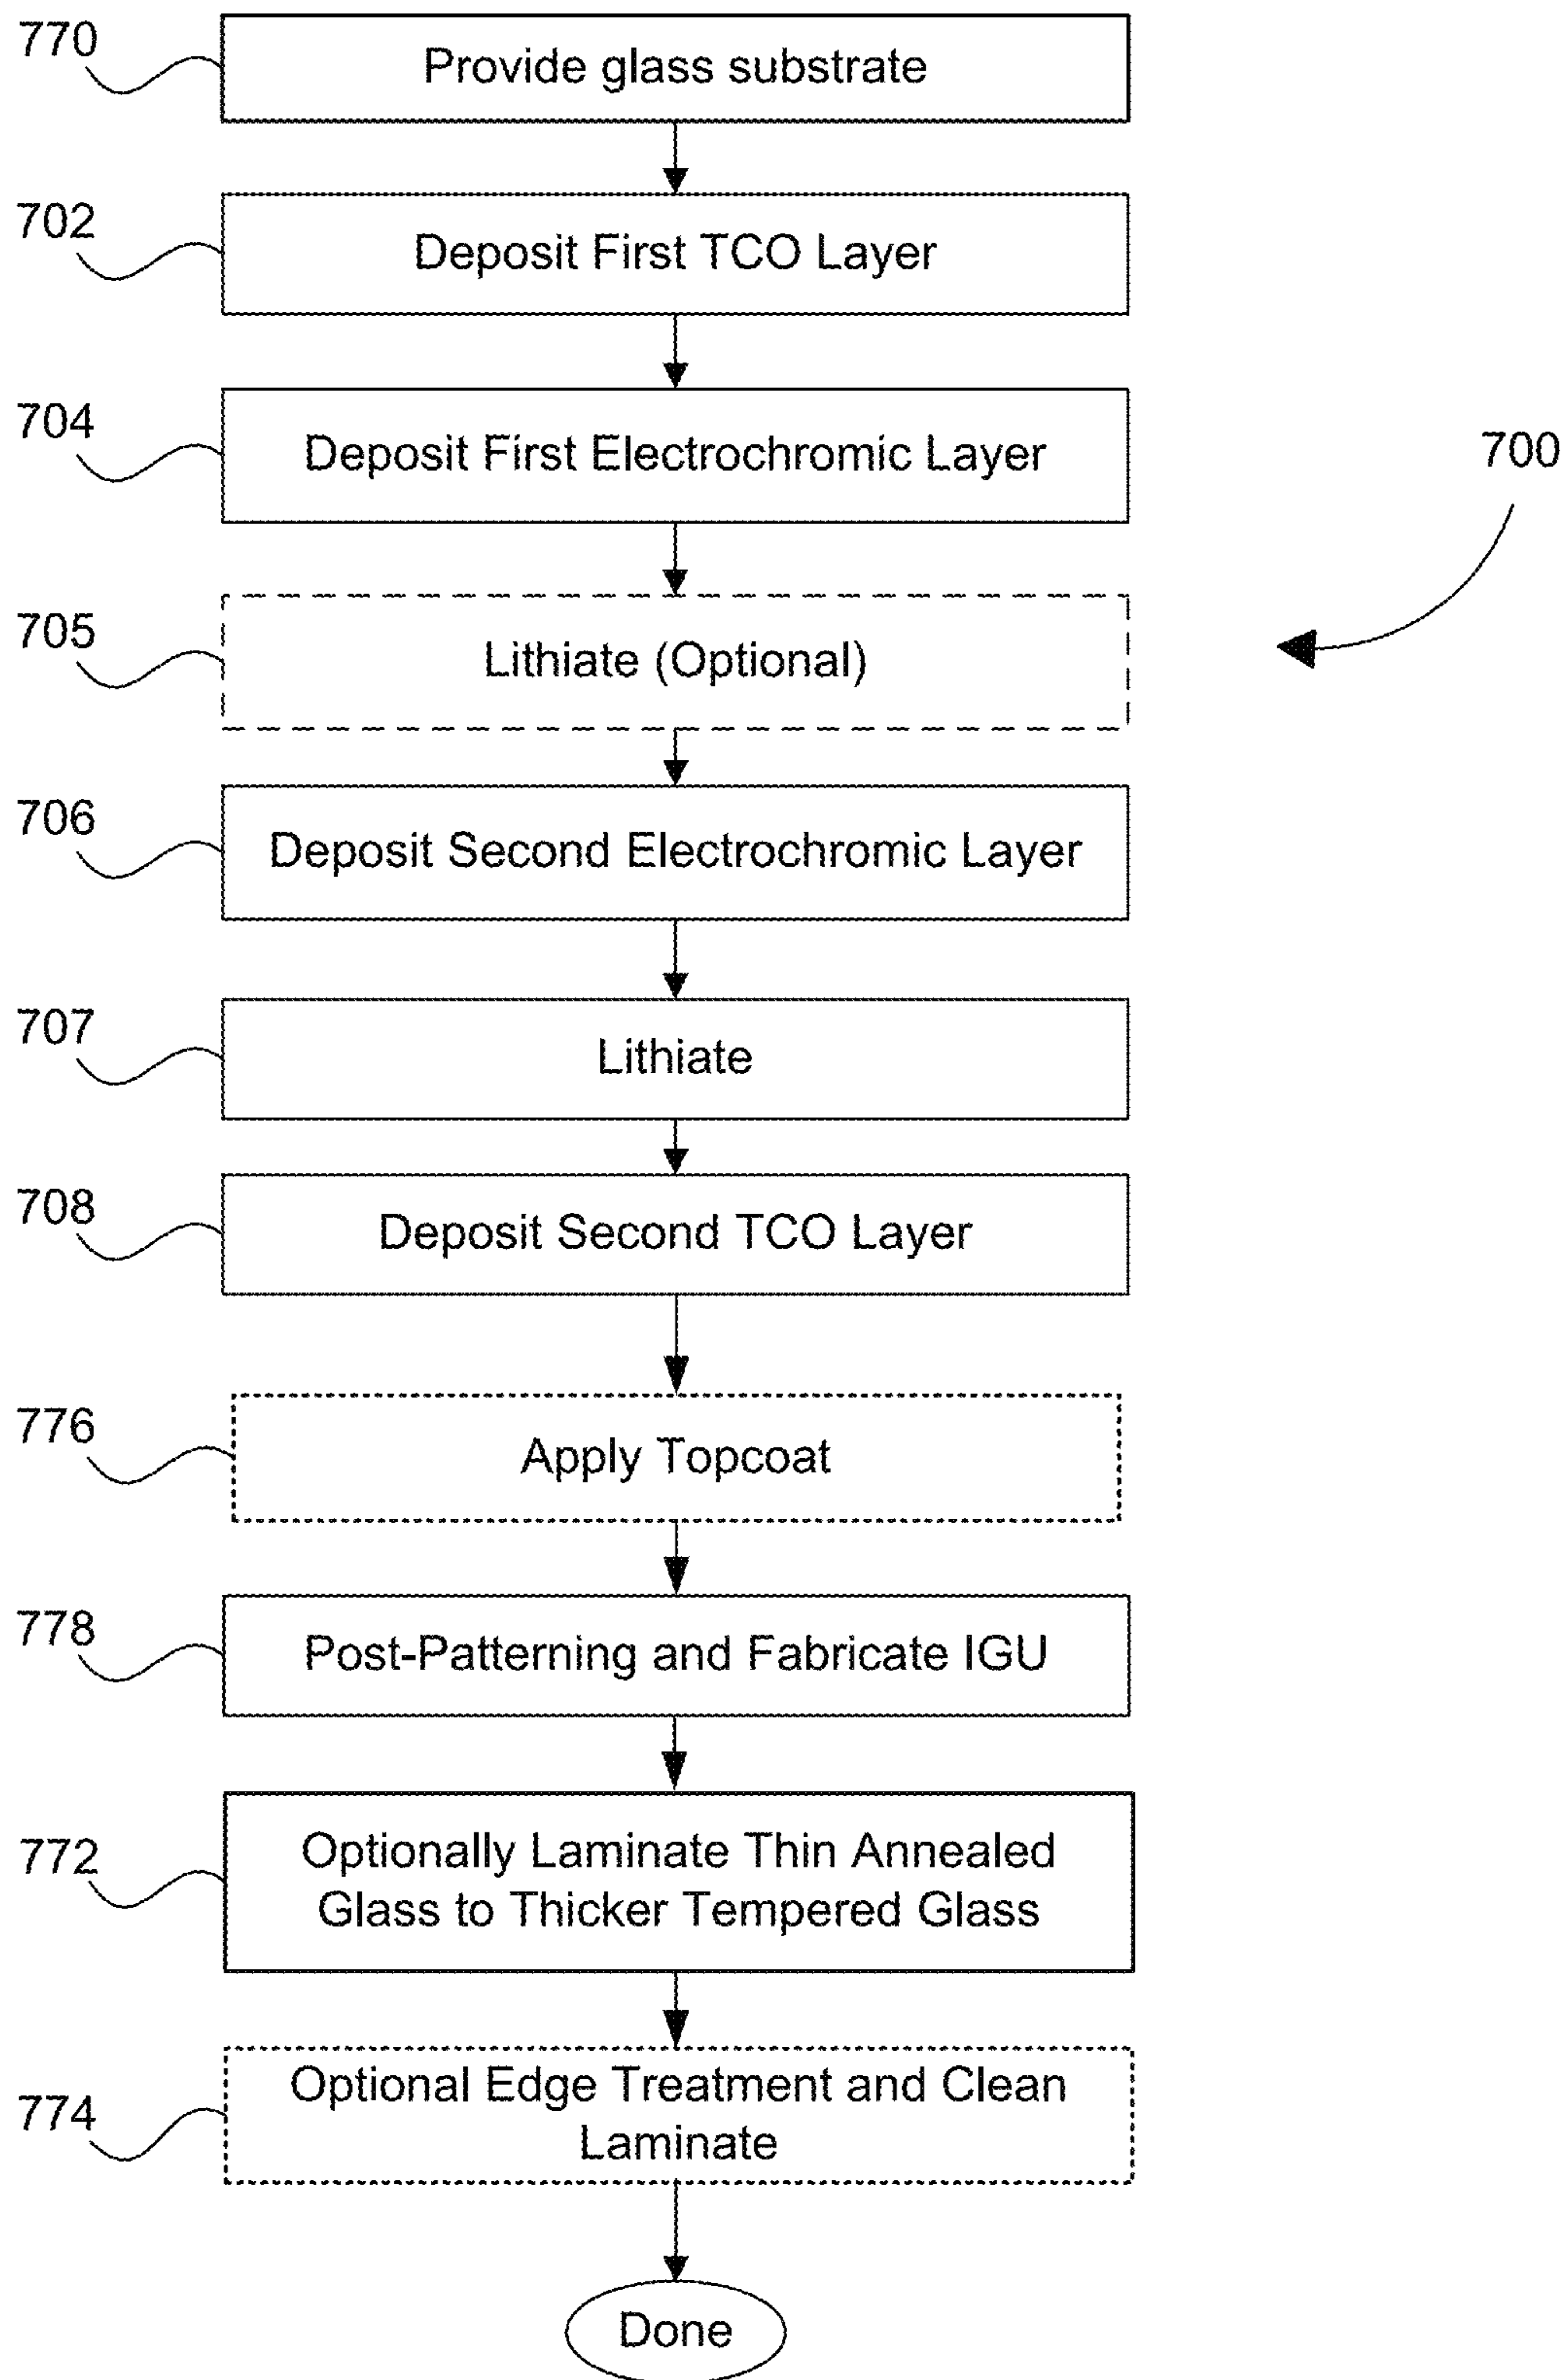 770
Provide glass substrate
702
Deposit First TCO Layer
704
Deposit First Electrochromic Layer
700
705
Lithiate (Optional)
706
Deposit Second Electrochromic Layer
707
Lithiate
708
Deposit Second TCO Layer
776
Apply Topcoat
778
Post-Patterning and Fabricate IGU
772
Optionally Laminate Thin Annealed
Glass to Thicker Tempered Glass
774
Optional Edge Treatment and Clean
Laminate
Done